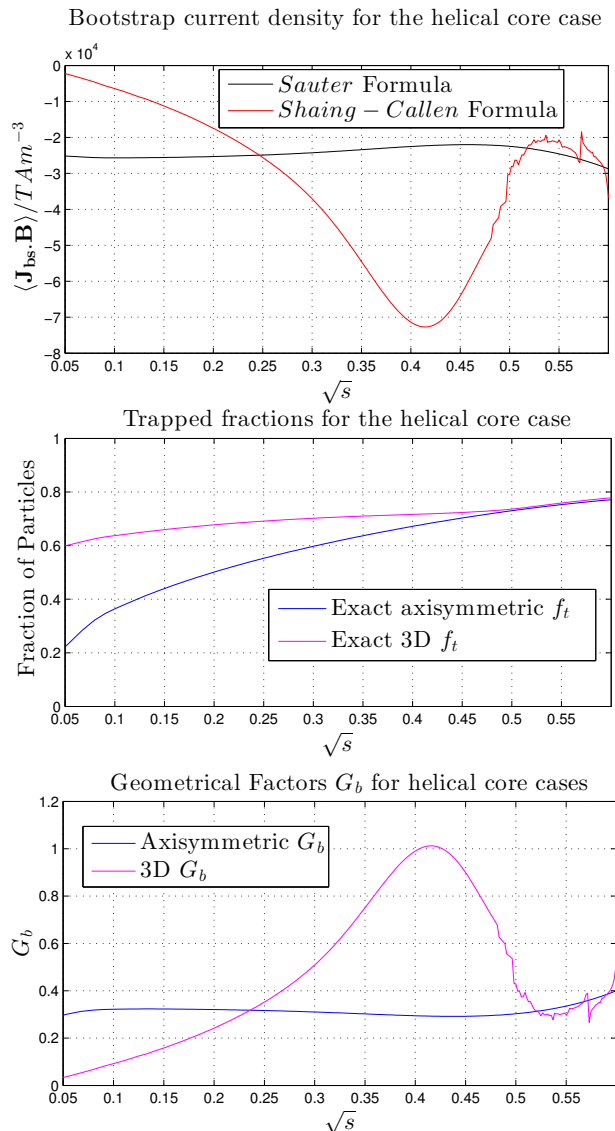 Bootstrap current density for the helical core case
× 10⁴
0
−1
−2
−3
−4
−5
−6
−7
−8
⟨J_bs.B⟩/TAm⁻³
Sauter Formula
Shaing − Callen Formula
0.05 0.1 0.15 0.2 0.25 0.3 0.35 0.4 0.45 0.5 0.55
√s
Trapped fractions for the helical core case
1
0.8
0.6
0.4
0.2
0
Fraction of Particles
Exact axisymmetric f_t
Exact 3D f_t
0.05 0.1 0.15 0.2 0.25 0.3 0.35 0.4 0.45 0.5 0.55
√s
Geometrical Factors G_b for helical core cases
1.2
1
0.8
0.6
0.4
0.2
0
G_b
Axisymmetric G_b
3D G_b
0.05 0.1 0.15 0.2 0.25 0.3 0.35 0.4 0.45 0.5 0.55
√s